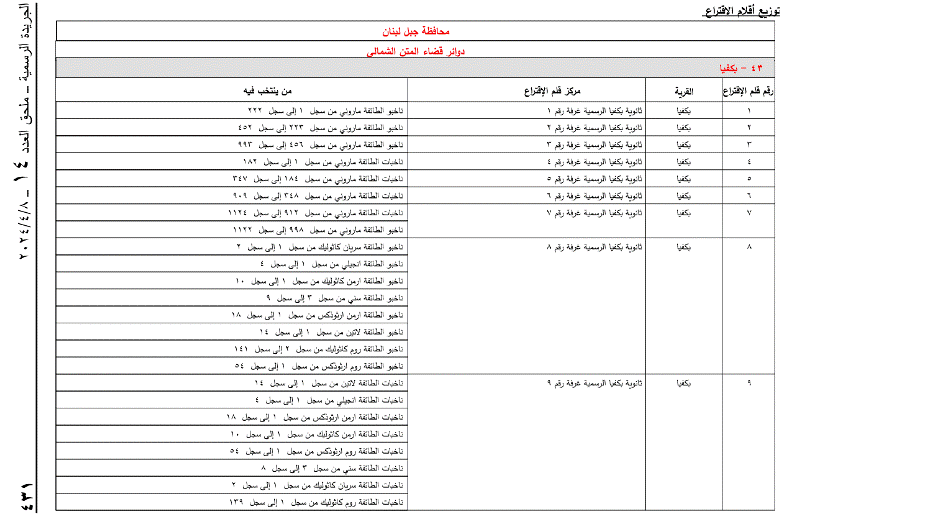 توزيع أقلام الاقتراع
محافظة جبل لبنان
دوائر قضاء المتن الشمالي
٤٣ - بكفيا
رقم قلم الإقتراع القرية مركز قلم الإقتراع من ينتخب فيه
١ بكفيا ثانوية بكفيا الرسمية غرفة رقم ١ ناخبو الطائفة ماروني من سجل ١ إلى سجل ٢٢٢
٢ بكفيا ثانوية بكفيا الرسمية غرفة رقم ٢ ناخبو الطائفة ماروني من سجل ٢٢٣ إلى سجل ٤٥٢
٣ بكفيا ثانوية بكفيا الرسمية غرفة رقم ٣ ناخبو الطائفة ماروني من سجل ٤٥٦ إلى سجل ٩٩٣
٤ بكفيا ثانوية بكفيا الرسمية غرفة رقم ٤ ناخبات الطائفة ماروني من سجل ١ إلى سجل ١٨٢
٥ بكفيا ثانوية بكفيا الرسمية غرفة رقم ٥ ناخبات الطائفة ماروني من سجل ١٨٤ إلى سجل ٣٤٧
٦ بكفيا ثانوية بكفيا الرسمية غرفة رقم ٦ ناخبات الطائفة ماروني من سجل ٣٤٨ إلى سجل ٩٠٩
٧ بكفيا ثانوية بكفيا الرسمية غرفة رقم ٧ ناخبات الطائفة ماروني من سجل ٩١٢ إلى سجل ١١٢٤
ناخبو الطائفة ماروني من سجل ٩٩٨ إلى سجل ١١٢٢
٨ بكفيا ثانوية بكفيا الرسمية غرفة رقم ٨ ناخبو الطائفة سريان كاثوليك من سجل ١ إلى سجل ٢
ناخبو الطائفة انجيلي من سجل ١ إلى سجل ٤
ناخبو الطائفة ارمن كاثوليك من سجل ١ إلى سجل ١٠
ناخبو الطائفة سني من سجل ٣ إلى سجل ٩
ناخبو الطائفة ارمن ارثوذكس من سجل ١ إلى سجل ١٨
ناخبو الطائفة لاتين من سجل ١ إلى سجل ١٤
ناخبو الطائفة روم كاثوليك من سجل ٢ إلى سجل ١٤١
ناخبو الطائفة روم ارثوذكس من سجل ١ إلى سجل ٥٤
٩ بكفيا ثانوية بكفيا الرسمية غرفة رقم ٩ ناخبات الطائفة لاتين من سجل ١ إلى سجل ١٤
ناخبات الطائفة انجيلي من سجل ١ إلى سجل ٤
ناخبات الطائفة ارمن ارثوذكس من سجل ١ إلى سجل ١٨
ناخبات الطائفة ارمن كاثوليك من سجل ١ إلى سجل ١٠
ناخبات الطائفة روم ارثوذكس من سجل ١ إلى سجل ٥٤
ناخبات الطائفة سني من سجل ٣ إلى سجل ٨
ناخبات الطائفة سريان كاثوليك من سجل ١ إلى سجل ٢
ناخبات الطائفة روم كاثوليك من سجل ١ إلى سجل ١٣٩
الجريدة الرسمية – ملحق العدد ١٤ – ٢٠٢٤/٤/٨
٤٣١